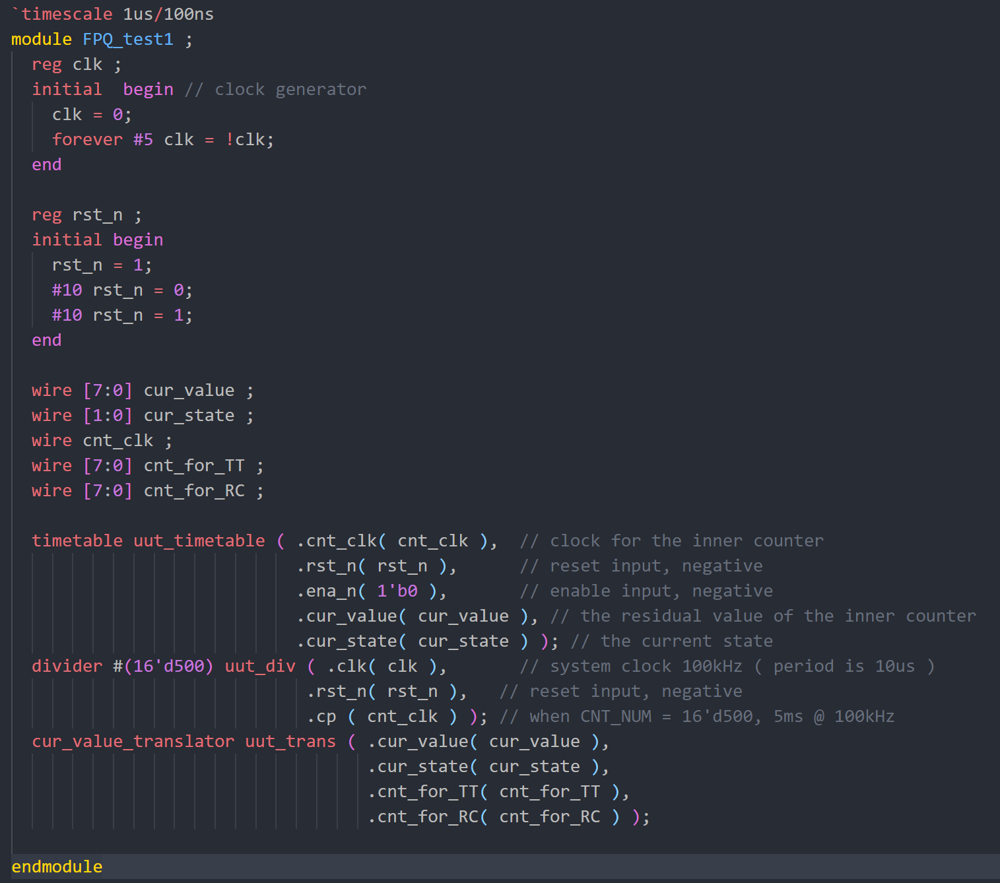 `timescale 1us/100ns
module FPQ_test1 ;
reg clk ;
initial  begin // clock generator
clk = 0;
forever #5 clk = !clk;
end
reg rst_n ;
initial begin
rst_n = 1;
#10 rst_n = 0;
#10 rst_n = 1;
end
wire [7:0] cur_value ;
wire [1:0] cur_state ;
wire cnt_clk ;
wire [7:0] cnt_for_TT ;
wire [7:0] cnt_for_RC ;
timetable uut_timetable ( .cnt_clk( cnt_clk ),  // clock for the inner counter
.rst_n( rst_n ),      // reset input, negative
.ena_n( 1'b0 ),       // enable input, negative
.cur_value( cur_value ), // the residual value of the inner counter
.cur_state( cur_state ) ); // the current state
divider #(16'd500) uut_div ( .clk( clk ),       // system clock 100kHz ( period is 10us )
.rst_n( rst_n ),   // reset input, negative
.cp ( cnt_clk ) ); // when CNT_NUM = 16'd500, 5ms @ 100kHz
cur_value_translator uut_trans ( .cur_value( cur_value ),
.cur_state( cur_state ),
.cnt_for_TT( cnt_for_TT ),
.cnt_for_RC( cnt_for_RC ) );
endmodule